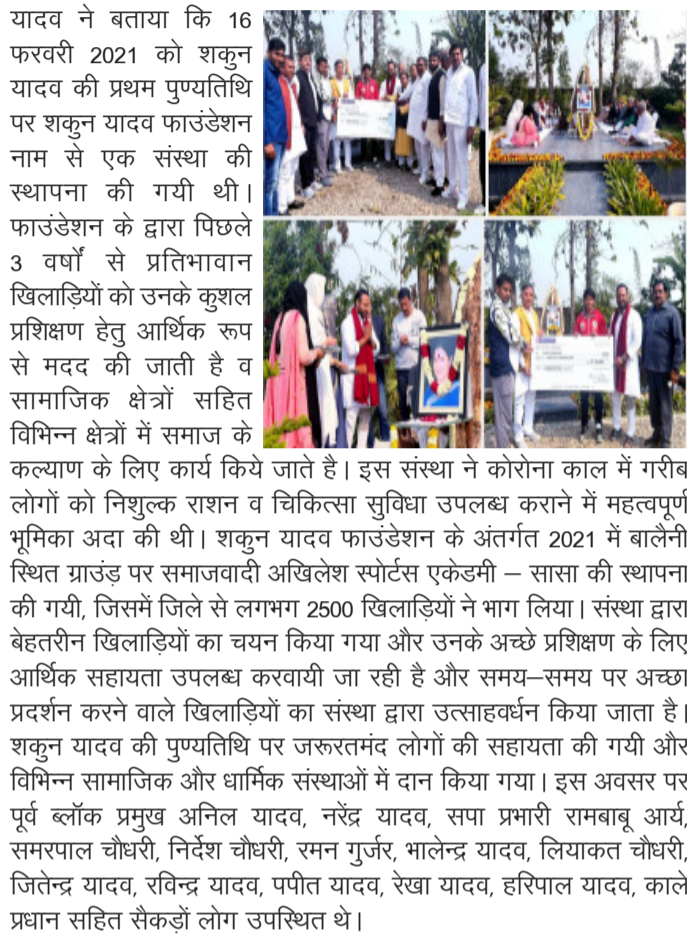 यादव ने बताया कि 16
फरवरी 2021 को शकुन
यादव की प्रथम पुण्यतिथि
पर शकुन यादव फाउंडेशन
नाम से एक संस्था की
स्थापना की गयी थी।
फाउंडेशन के द्वारा पिछले
3 वर्षों से प्रतिभावान
खिलाड़ियों को उनके कुशल
प्रशिक्षण हेतु आर्थिक रूप
से मदद की जाती है व
सामाजिक क्षेत्रों सहित
विभिन्न क्षेत्रों में समाज के
कल्याण के लिए कार्य किये जाते है। इस संस्था ने कोरोना काल में गरीब
लोगों को निशुल्क राशन व चिकित्सा सुविधा उपलब्ध कराने में महत्वपूर्ण
भूमिका अदा की थी। शकुन यादव फाउंडेशन के अंतर्गत 2021 में बालैनी
स्थित ग्राउंड़ पर समाजवादी अखिलेश स्पोर्टस एकेडमी – सासा की स्थापना
की गयी, जिसमें जिले से लगभग 2500 खिलाड़ियों ने भाग लिया। संस्था द्वारा
बेहतरीन खिलाड़ियों का चयन किया गया और उनके अच्छे प्रशिक्षण के लिए
आर्थिक सहायता उपलब्ध करवायी जा रही है और समय–समय पर अच्छा
प्रदर्शन करने वाले खिलाड़ियों का संस्था द्वारा उत्साहवर्धन किया जाता है।
शकुन यादव की पुण्यतिथि पर जरूरतमंद लोगों की सहायता की गयी और
विभिन्न सामाजिक और धार्मिक संस्थाओं में दान किया गया। इस अवसर पर
पूर्व ब्लॉक प्रमुख अनिल यादव, नरेंद्र यादव, सपा प्रभारी रामबाबू आर्य,
समरपाल चौधरी, निर्देश चौधरी, रमन गुर्जर, भालेन्द्र यादव, लियाकत चौधरी,
जितेन्द्र यादव, रविन्द्र यादव, पपीत यादव, रेखा यादव, हरिपाल यादव, काले
प्रधान सहित सैकड़ों लोग उपस्थित थे।